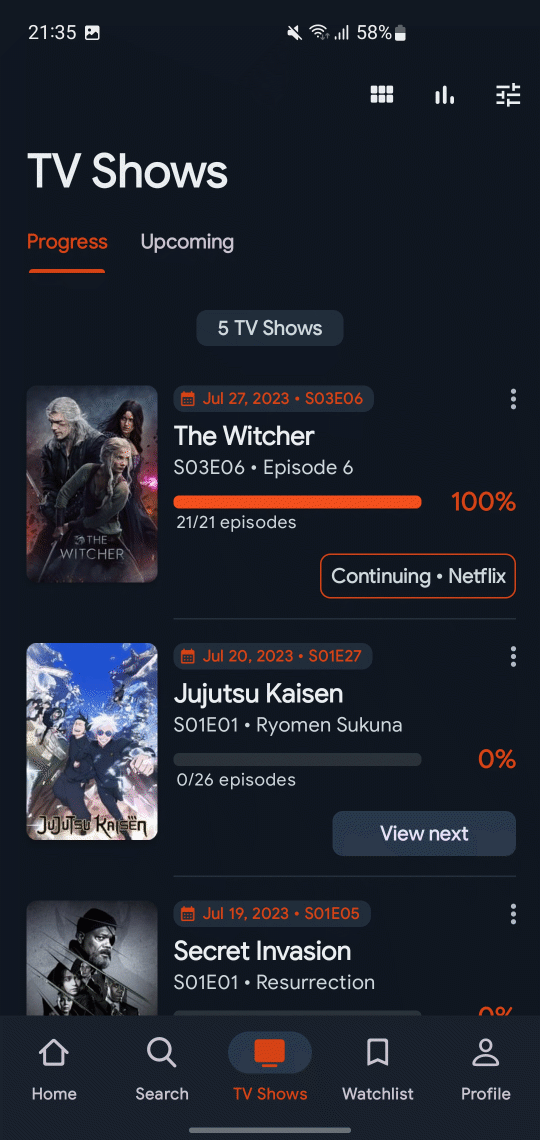 21:35 58%
TV Shows
Progress Upcoming
5 TV Shows
Jul 27, 2023 • S03E06
The Witcher
S03E06 • Episode 6
100%
21/21 episodes
THE
WITCHER
Continuing • Netflix
Jul 20, 2023 • S01E27
Jujutsu Kaisen
S01E01 • Ryomen Sukuna
0%
0/26 episodes
JUJUTSU KAISEN
View next
Jul 19, 2023 • S01E05
Secret Invasion
S01E01 • Resurrection
0%
Home Search TV Shows Watchlist Profile